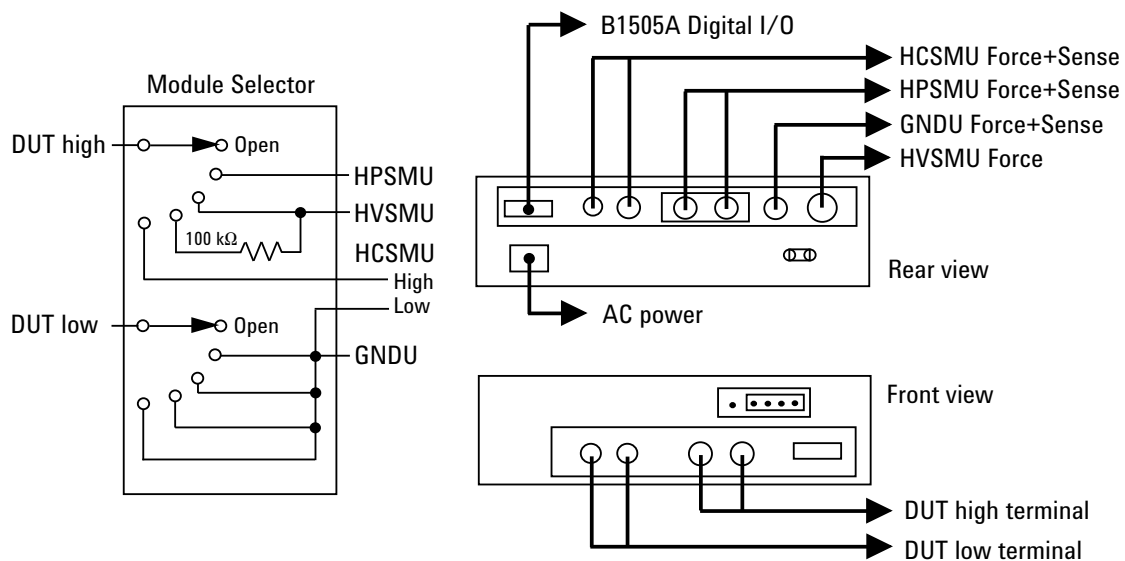 B1505A Digital I/O
HCSMU Force+Sense
HPSMU Force+Sense
GNDU Force+Sense
HVSMU Force
Module Selector
DUT high
Open
HPSMU
HVSMU
100 kΩ
HCSMU
High
Low
DUT low
Open
GNDU
Rear view
AC power
Front view
DUT high terminal
DUT low terminal